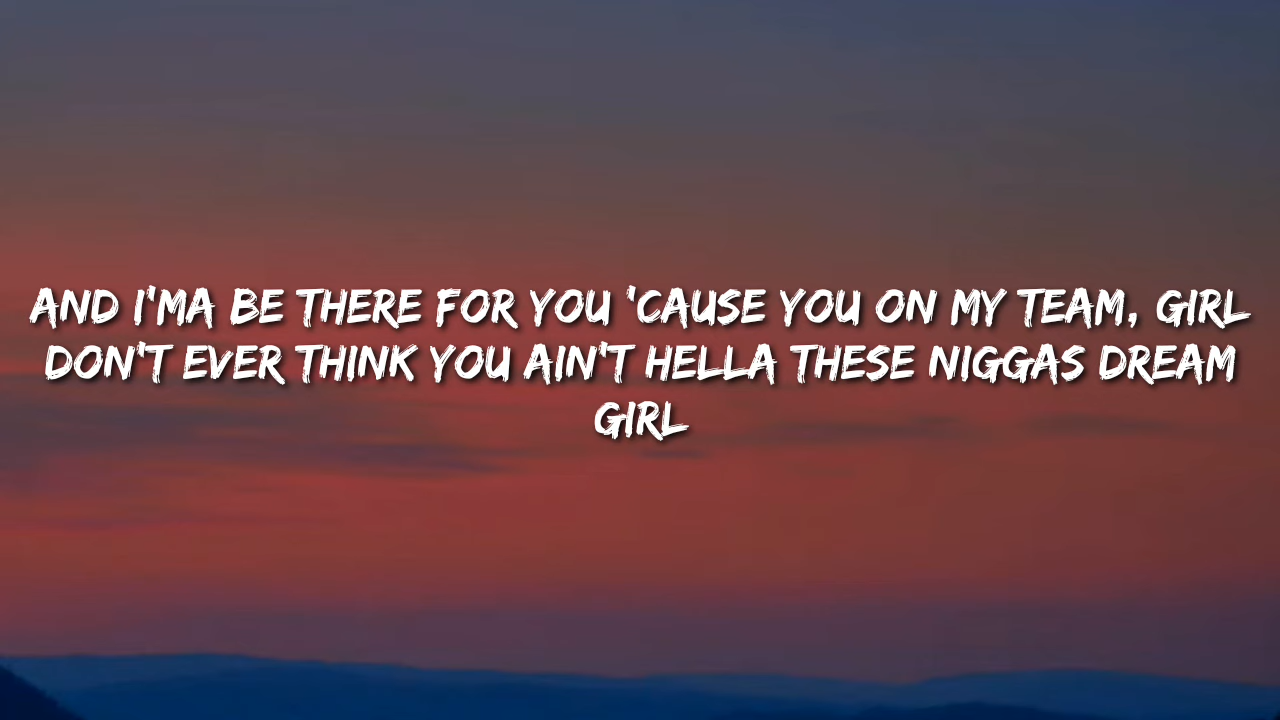 AND I'MA BE THERE FOR YOU 'CAUSE YOU ON MY TEAM, GIRL
DON'T EVER THINK YOU AIN'T HELLA THESE NIGGAS DREAM
GIRL